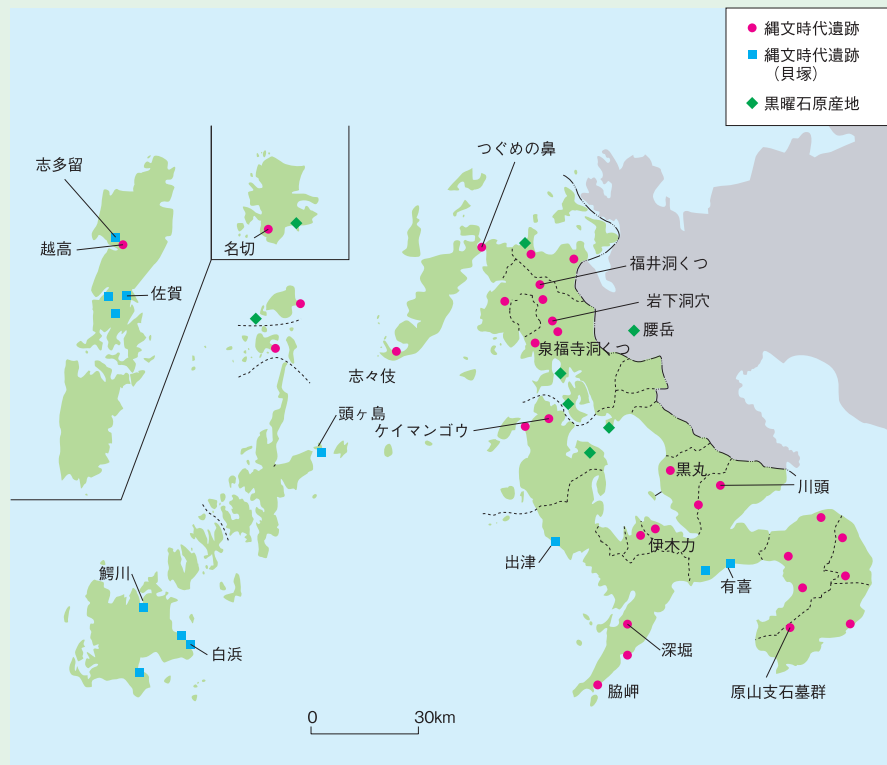 縄文時代遺跡
縄文時代遺跡
（貝塚）
黒曜石原産地
つぐめの鼻
志多留
越高
名切
佐賀
福井洞くつ
岩下洞穴
腰岳
泉福寺洞くつ
志々伎
頭ヶ島
ケイマンゴウ
黒丸
川頭
伊木力
出津
有喜
鰐川
白浜
深堀
脇岬
原山支石墓群
0
30km